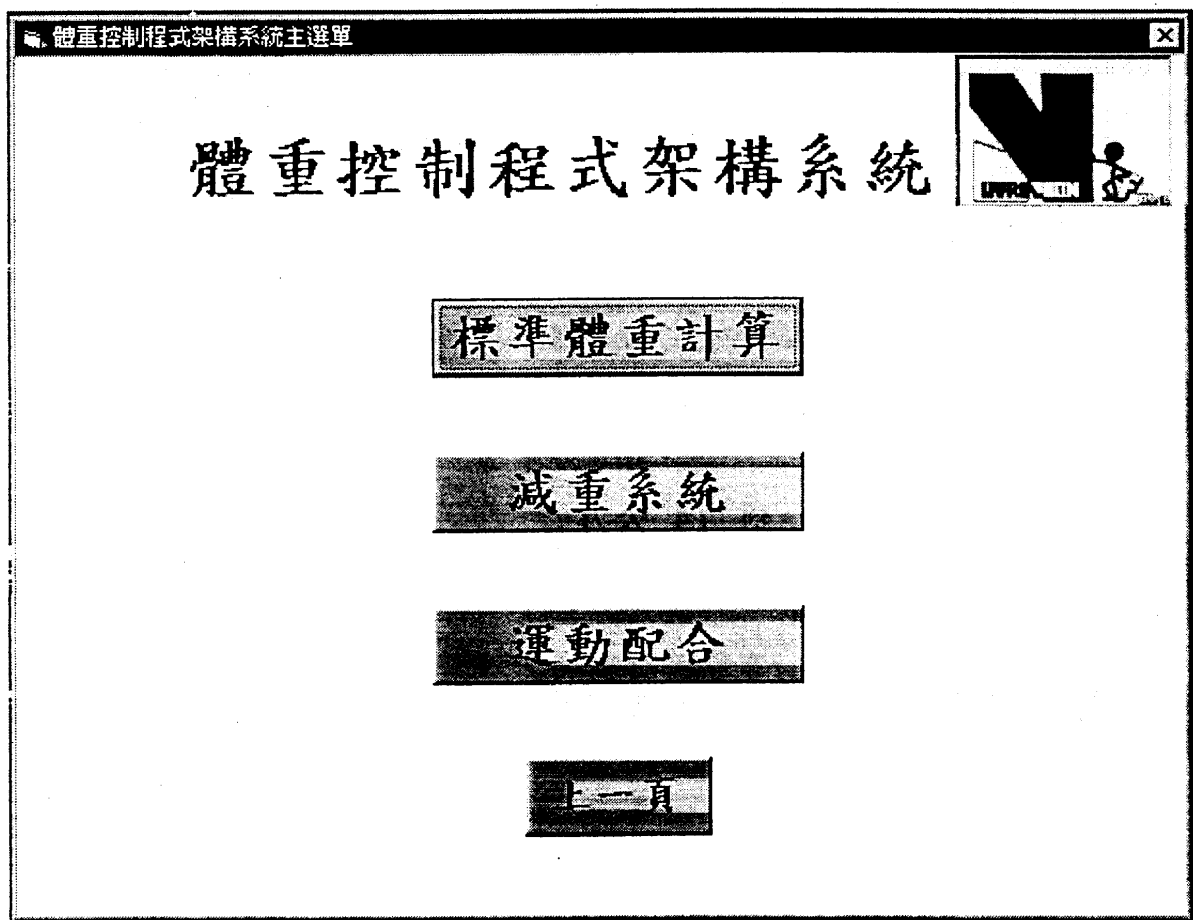 體重控制程式架構系統主選單
體重控制程式架構系統
標準體重計算
減重系統
運動配合
上一頁